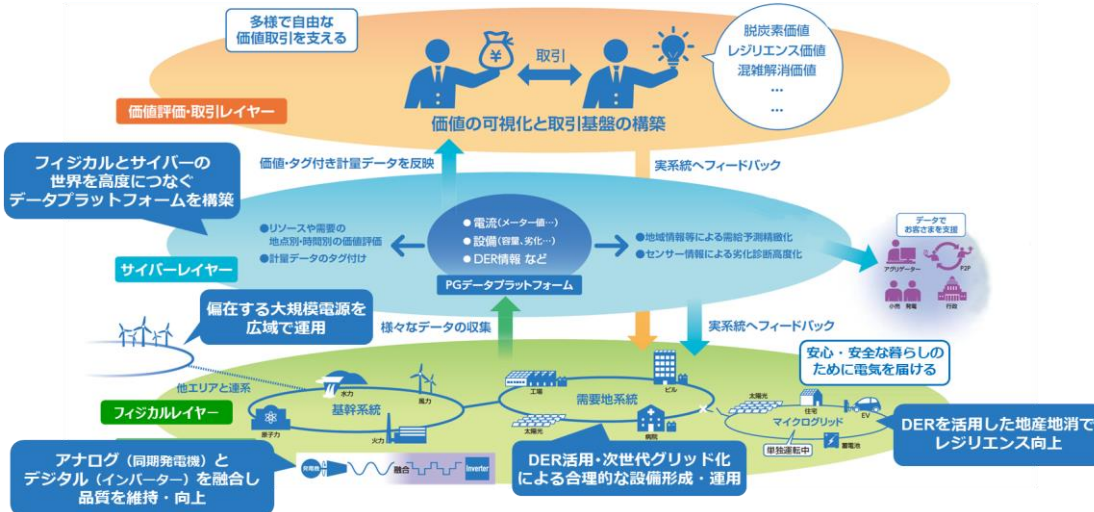 多様で自由な
価値取引を支える
¥
取引
脱炭素価値
レジリエンス価値
混雑解消価値
…
…
価値評価・取引レイヤー
価値の可視化と取引基盤の構築
フィジカルとサイバーの
世界を高度につなぐ
データプラットフォームを構築
価値・タグ付き計量データを反映
実系統へフィードバック
●リソースや需要の
地点別・時間別の価値評価
●計量データのタグ付け
● 電流(メーター値…)
● 設備(容量、劣化…)
● DER情報 など
PGデータプラットフォーム
●地域情報等による需給予測精緻化
●センサー情報による劣化診断高度化
データで
お客さまを支援
アグリゲーター
P2P
小売 発電
行政
サイバーレイヤー
偏在する大規模電源を
広域で運用
様々なデータの収集
実系統へフィードバック
安心・安全な暮らしの
ために電気を届ける
他エリアと連系
水力
風力
基幹系統
原子力
火力
工場
ビル
需要地系統
太陽光
病院
太陽光
住宅
EV
マイクログリッド
蓄電池
単独運転中
フィジカルレイヤー
DERを活用した地産地消で
レジリエンス向上
アナログ(同期発電機)と
デジタル(インバーター)を融合し
品質を維持・向上
発電機
融合
Inverter
DER活用・次世代グリッド化
による合理的な設備形成・運用